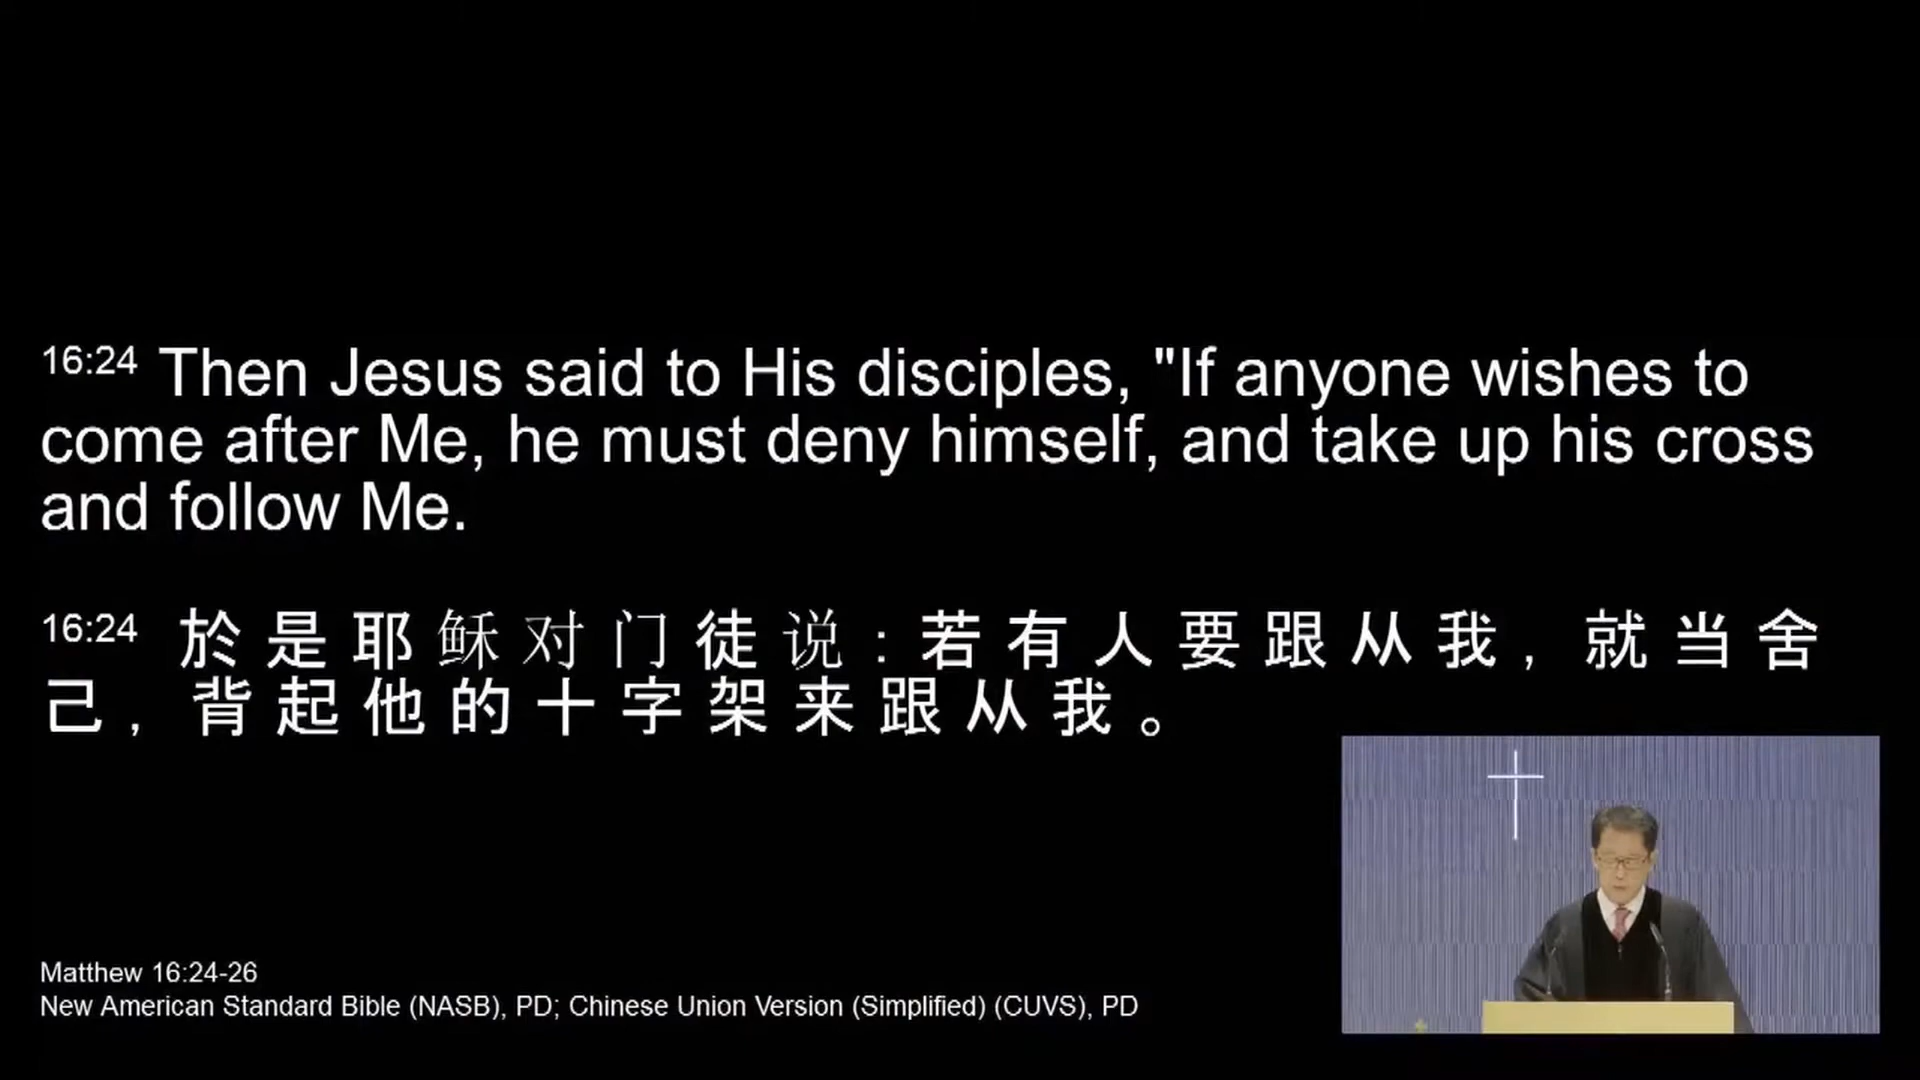 16:24 Then Jesus said to His disciples, "If anyone wishes to
come after Me, he must deny himself, and take up his cross
and follow Me.
16:24 於是耶稣对门徒说:若有人要跟从我,就当舍
己,背起他的十字架来跟从我。
Matthew 16:24-26
New American Standard Bible (NASB), PD; Chinese Union Version (Simplified) (CUVS), PD